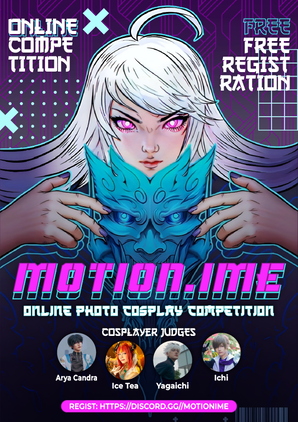 ONLINE
COMPE
TITION
FREE
FREE
REGIST
RATION
MOTION.IME
ONLINE PHOTO COSPLAY COMPETITION
COSPLAYER JUDGES
Arya Candra
Ice Tea
Yagaichi
Ichi
REGIST: HTTPS://DISCORD.GG//MOTIONIME